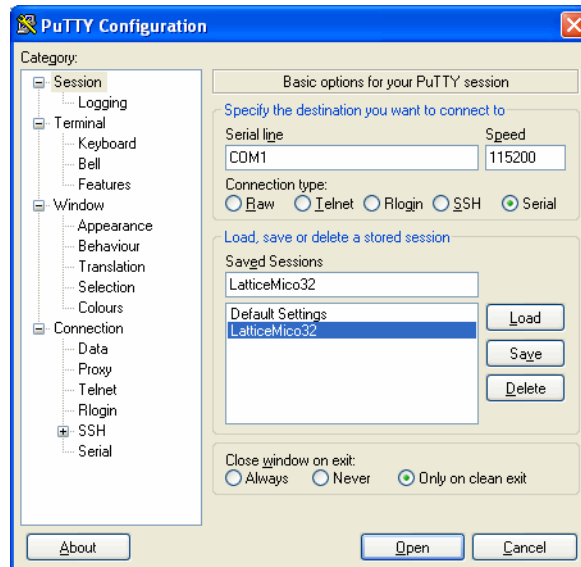 PuTTY Configuration
Category:
Session
Logging
Terminal
Keyboard
Bell
Features
Window
Appearance
Behaviour
Translation
Selection
Colours
Connection
Data
Proxy
Telnet
Rlogin
SSH
Serial
Basic options for your PuTTY session
Specify the destination you want to connect to
Serial line Speed
COM1 115200
Connection type:
Raw Telnet Rlogin SSH Serial
Load, save or delete a stored session
Saved Sessions
LatticeMico32
Default Settings
LatticeMico32
Load
Save
Delete
Close window on exit:
Always Never Only on clean exit
About Open Cancel